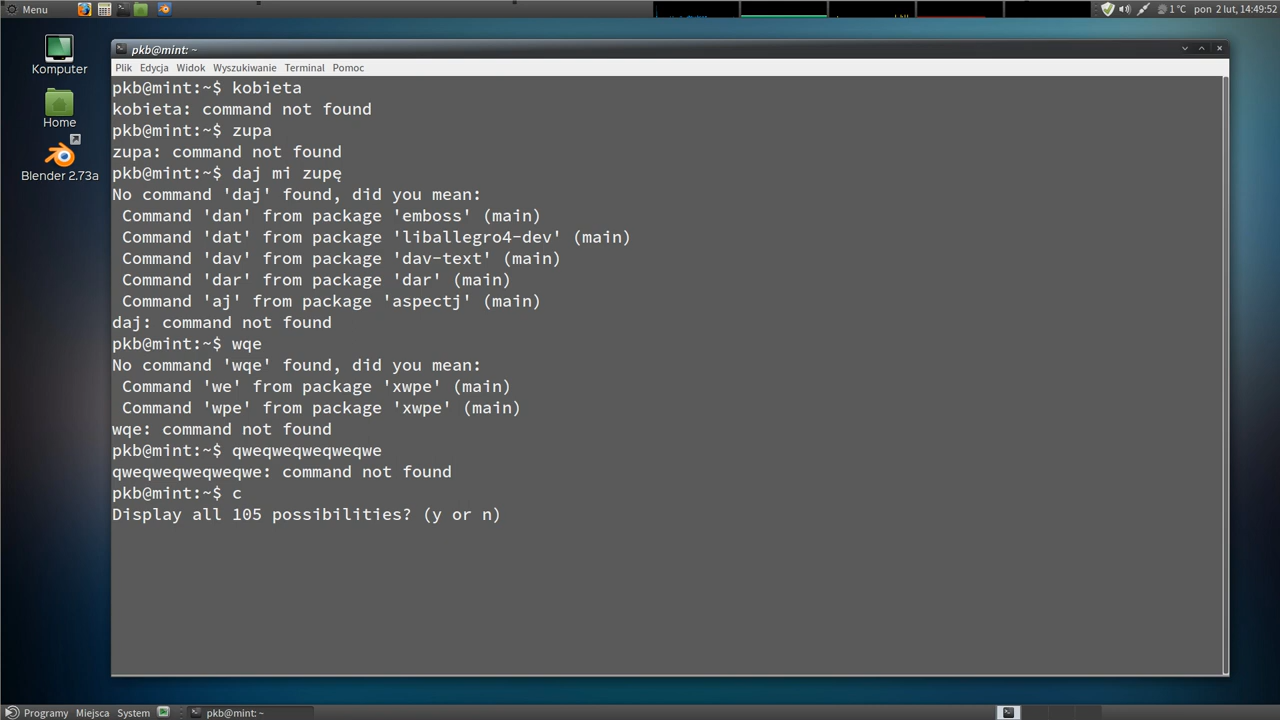 Menu
1 °C pon 2 lut, 14:49:52
Komputer
Home
Blender 2.73a
pkb@mint: ~
Plik Edycja Widok Wyszukiwanie Terminal Pomoc
pkb@mint:~$ kobieta
kobieta: command not found
pkb@mint:~$ zupa
zupa: command not found
pkb@mint:~$ daj mi zupę
No command 'daj' found, did you mean:
Command 'dan' from package 'emboss' (main)
Command 'dat' from package 'liballegro4-dev' (main)
Command 'dav' from package 'dav-text' (main)
Command 'dar' from package 'dar' (main)
Command 'aj' from package 'aspectj' (main)
daj: command not found
pkb@mint:~$ wqe
No command 'wqe' found, did you mean:
Command 'we' from package 'xwpe' (main)
Command 'wpe' from package 'xwpe' (main)
wqe: command not found
pkb@mint:~$ qweqweqweqweqwe
qweqweqweqweqwe: command not found
pkb@mint:~$ c
Display all 105 possibilities? (y or n)
Programy Miejsca System pkb@mint: ~